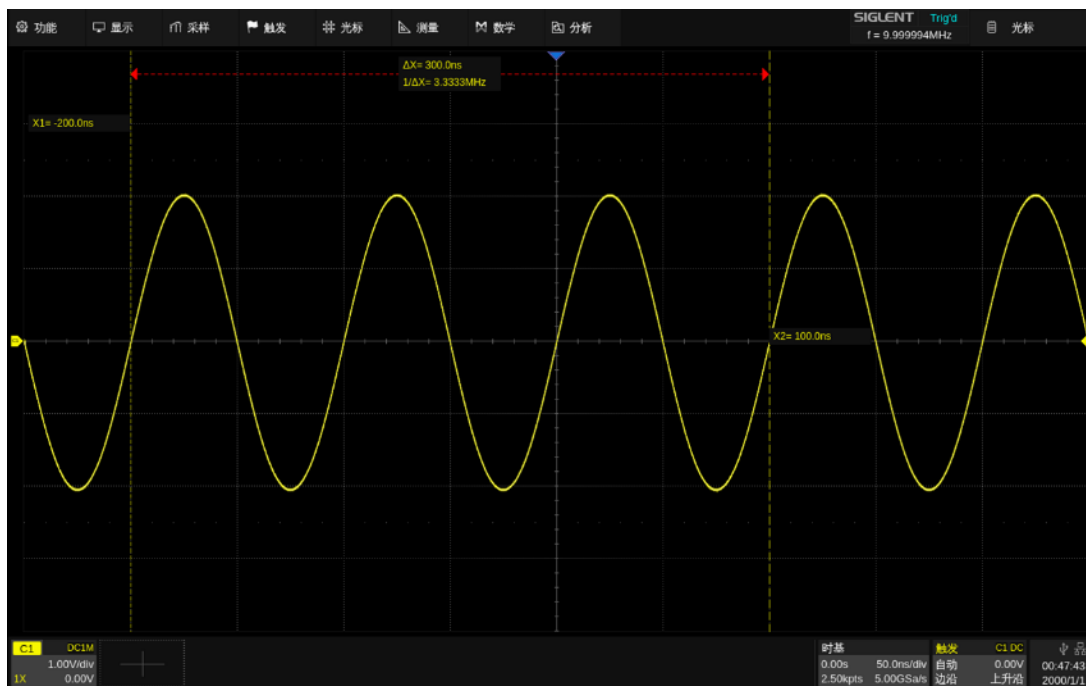 功能 显示 采样 触发 光标 测量 数学 分析 SIGLENT Trig'd
f = 9.999994MHz
光标
ΔX= 300.0ns
1/ΔX= 3.3333MHz
X1= -200.0ns
X2= 100.0ns
C1 DC1M
1.00V/div
1X 0.00V
时基
0.00s 50.0ns/div
2.50kpts 5.00GSa/s
触发 C1 DC
自动 0.00V
边沿 上升沿
00:47:43
2000/1/1